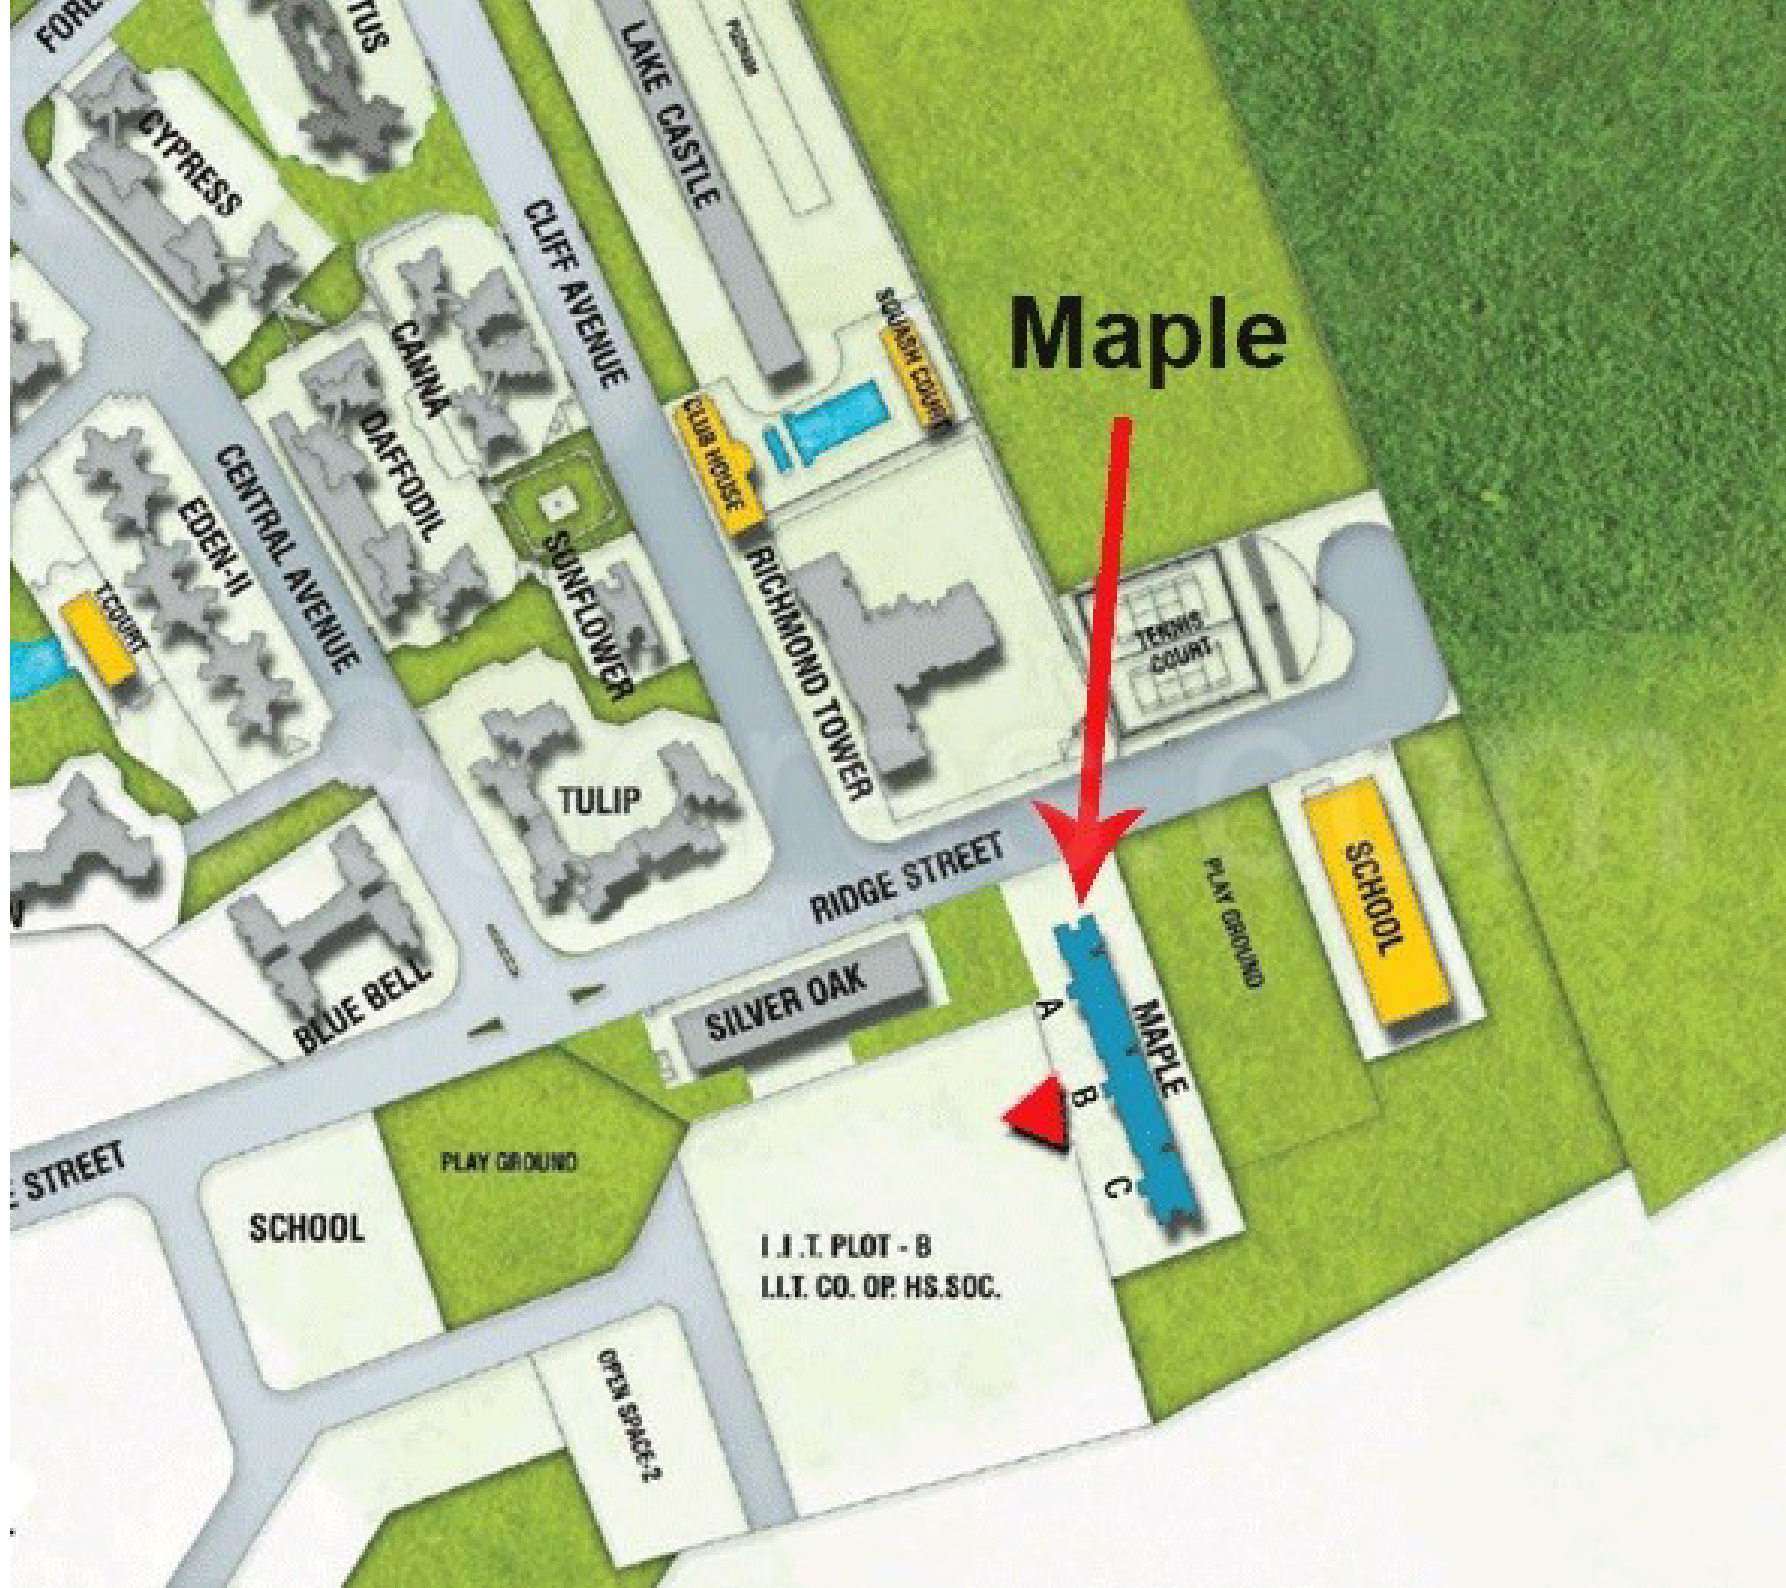 FORE
TUS
LAKE CASTLE
PODIUM
CYPRESS
CLIFF AVENUE
SQUASH COURT
Maple
CANNA
CLUB HOUSE
DAFFODIL
CENTRAL AVENUE
EDEN-II
SUNFLOWER
RICHMOND TOWER
T.COURT
TENNIS
COURT
TULIP
RIDGE STREET
PLAY GROUND
SCHOOL
BLUE BELL
SILVER OAK
A
MAPLE
B
C
E STREET
PLAY GROUND
SCHOOL
I .I .T. PLOT - B
I.I.T. CO. OP. HS.SOC.
OPEN SPACE-2